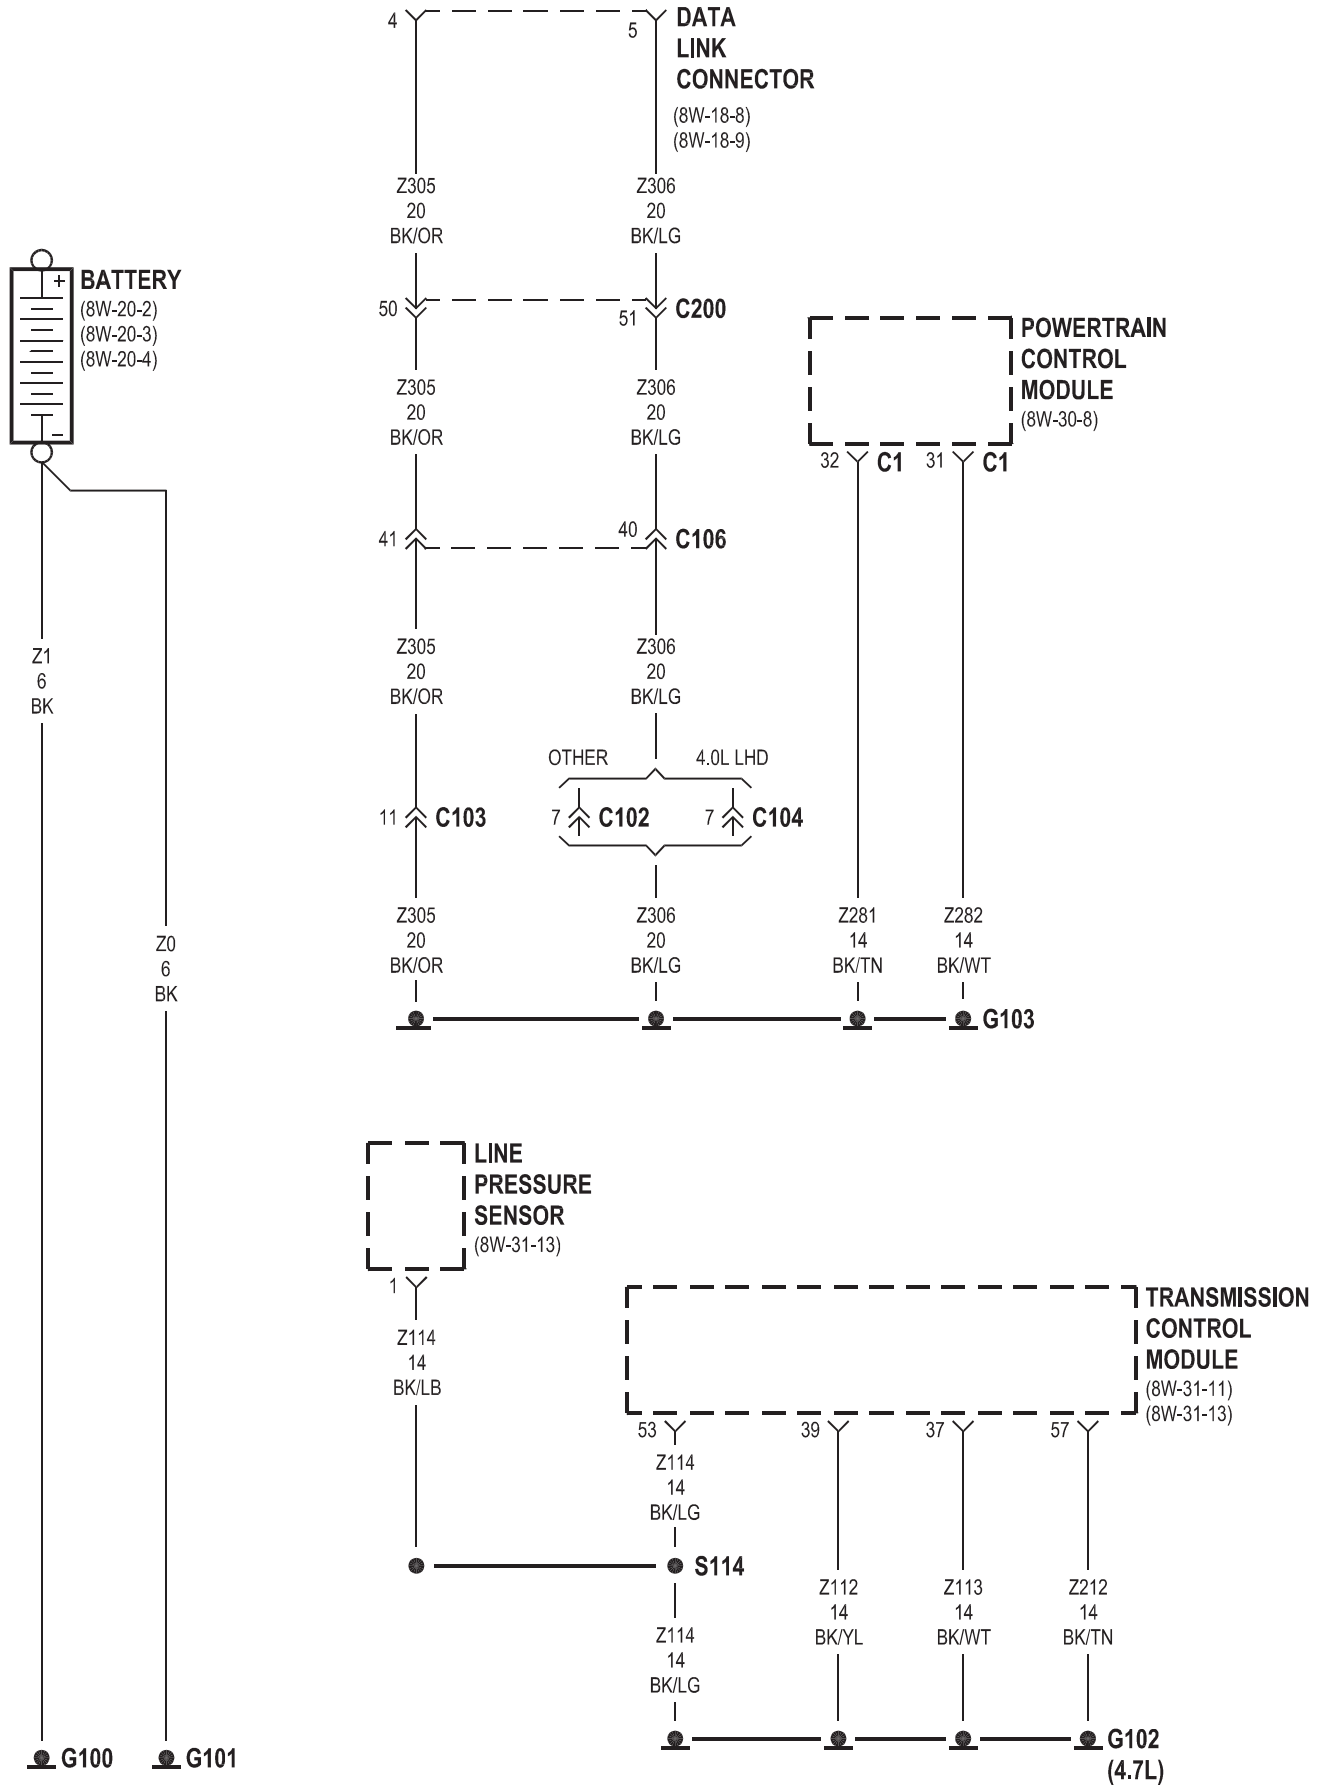 4
5
DATA
LINK
CONNECTOR
(8W-18-8)
(8W-18-9)
Z305
20
BK/OR
Z306
20
BK/LG
+
BATTERY
(8W-20-2)
(8W-20-3)
(8W-20-4)
–
50
51
C200
POWERTRAIN
CONTROL
MODULE
(8W-30-8)
Z305
20
BK/OR
Z306
20
BK/LG
32
C1
31
C1
41
40
C106
Z1
6
BK
Z305
20
BK/OR
Z306
20
BK/LG
OTHER
4.0L LHD
11
C103
7
C102
7
C104
Z0
6
BK
Z305
20
BK/OR
Z306
20
BK/LG
Z281
14
BK/TN
Z282
14
BK/WT
G103
LINE
PRESSURE
SENSOR
(8W-31-13)
1
Z114
14
BK/LB
TRANSMISSION
CONTROL
MODULE
(8W-31-11)
(8W-31-13)
53
39
37
57
Z114
14
BK/LG
S114
Z114
14
BK/LG
Z112
14
BK/YL
Z113
14
BK/WT
Z212
14
BK/TN
G100
G101
G102
(4.7L)